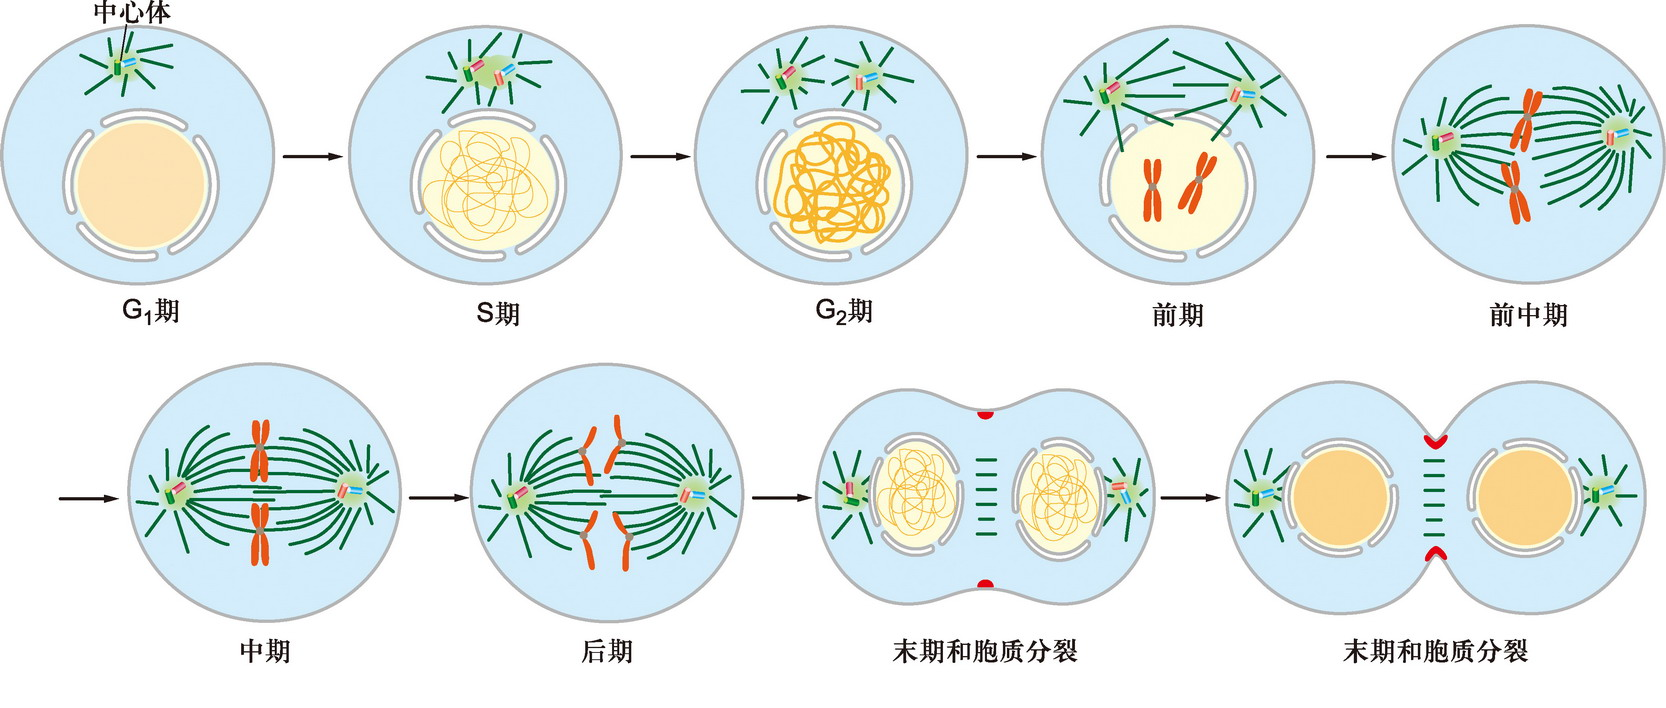 中心体
G₁期
S期
G₂期
前期
前中期
中期
后期
末期和胞质分裂
末期和胞质分裂